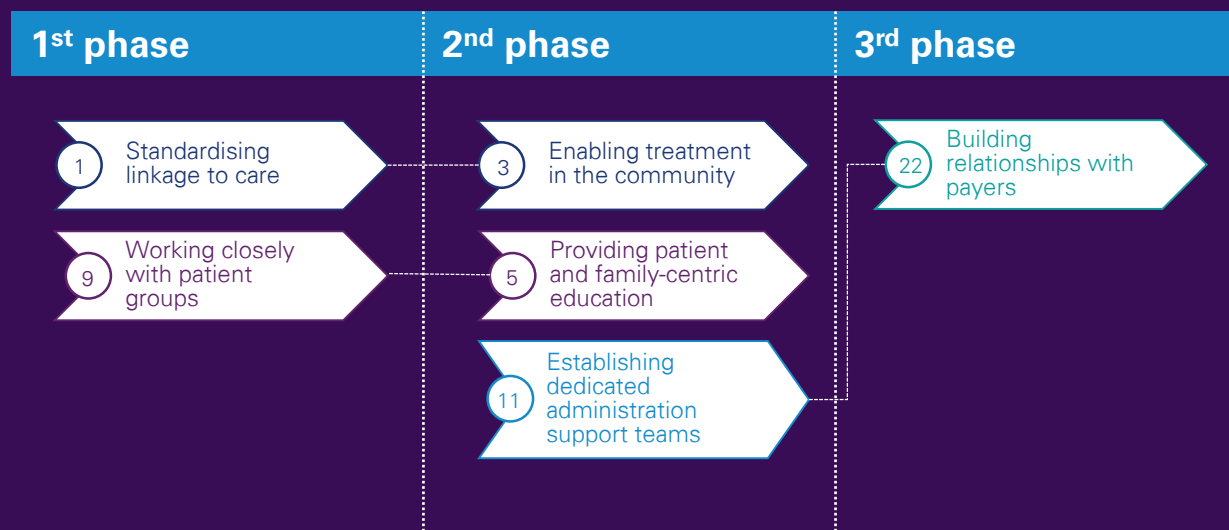 1st phase
2nd phase
3rd phase
1
Standardising
linkage to care
3
Enabling treatment
in the community
22
Building
relationships with
payers
9
Working closely
with patient
groups
5
Providing patient
and family-centric
education
11
Establishing
dedicated
administration
support teams